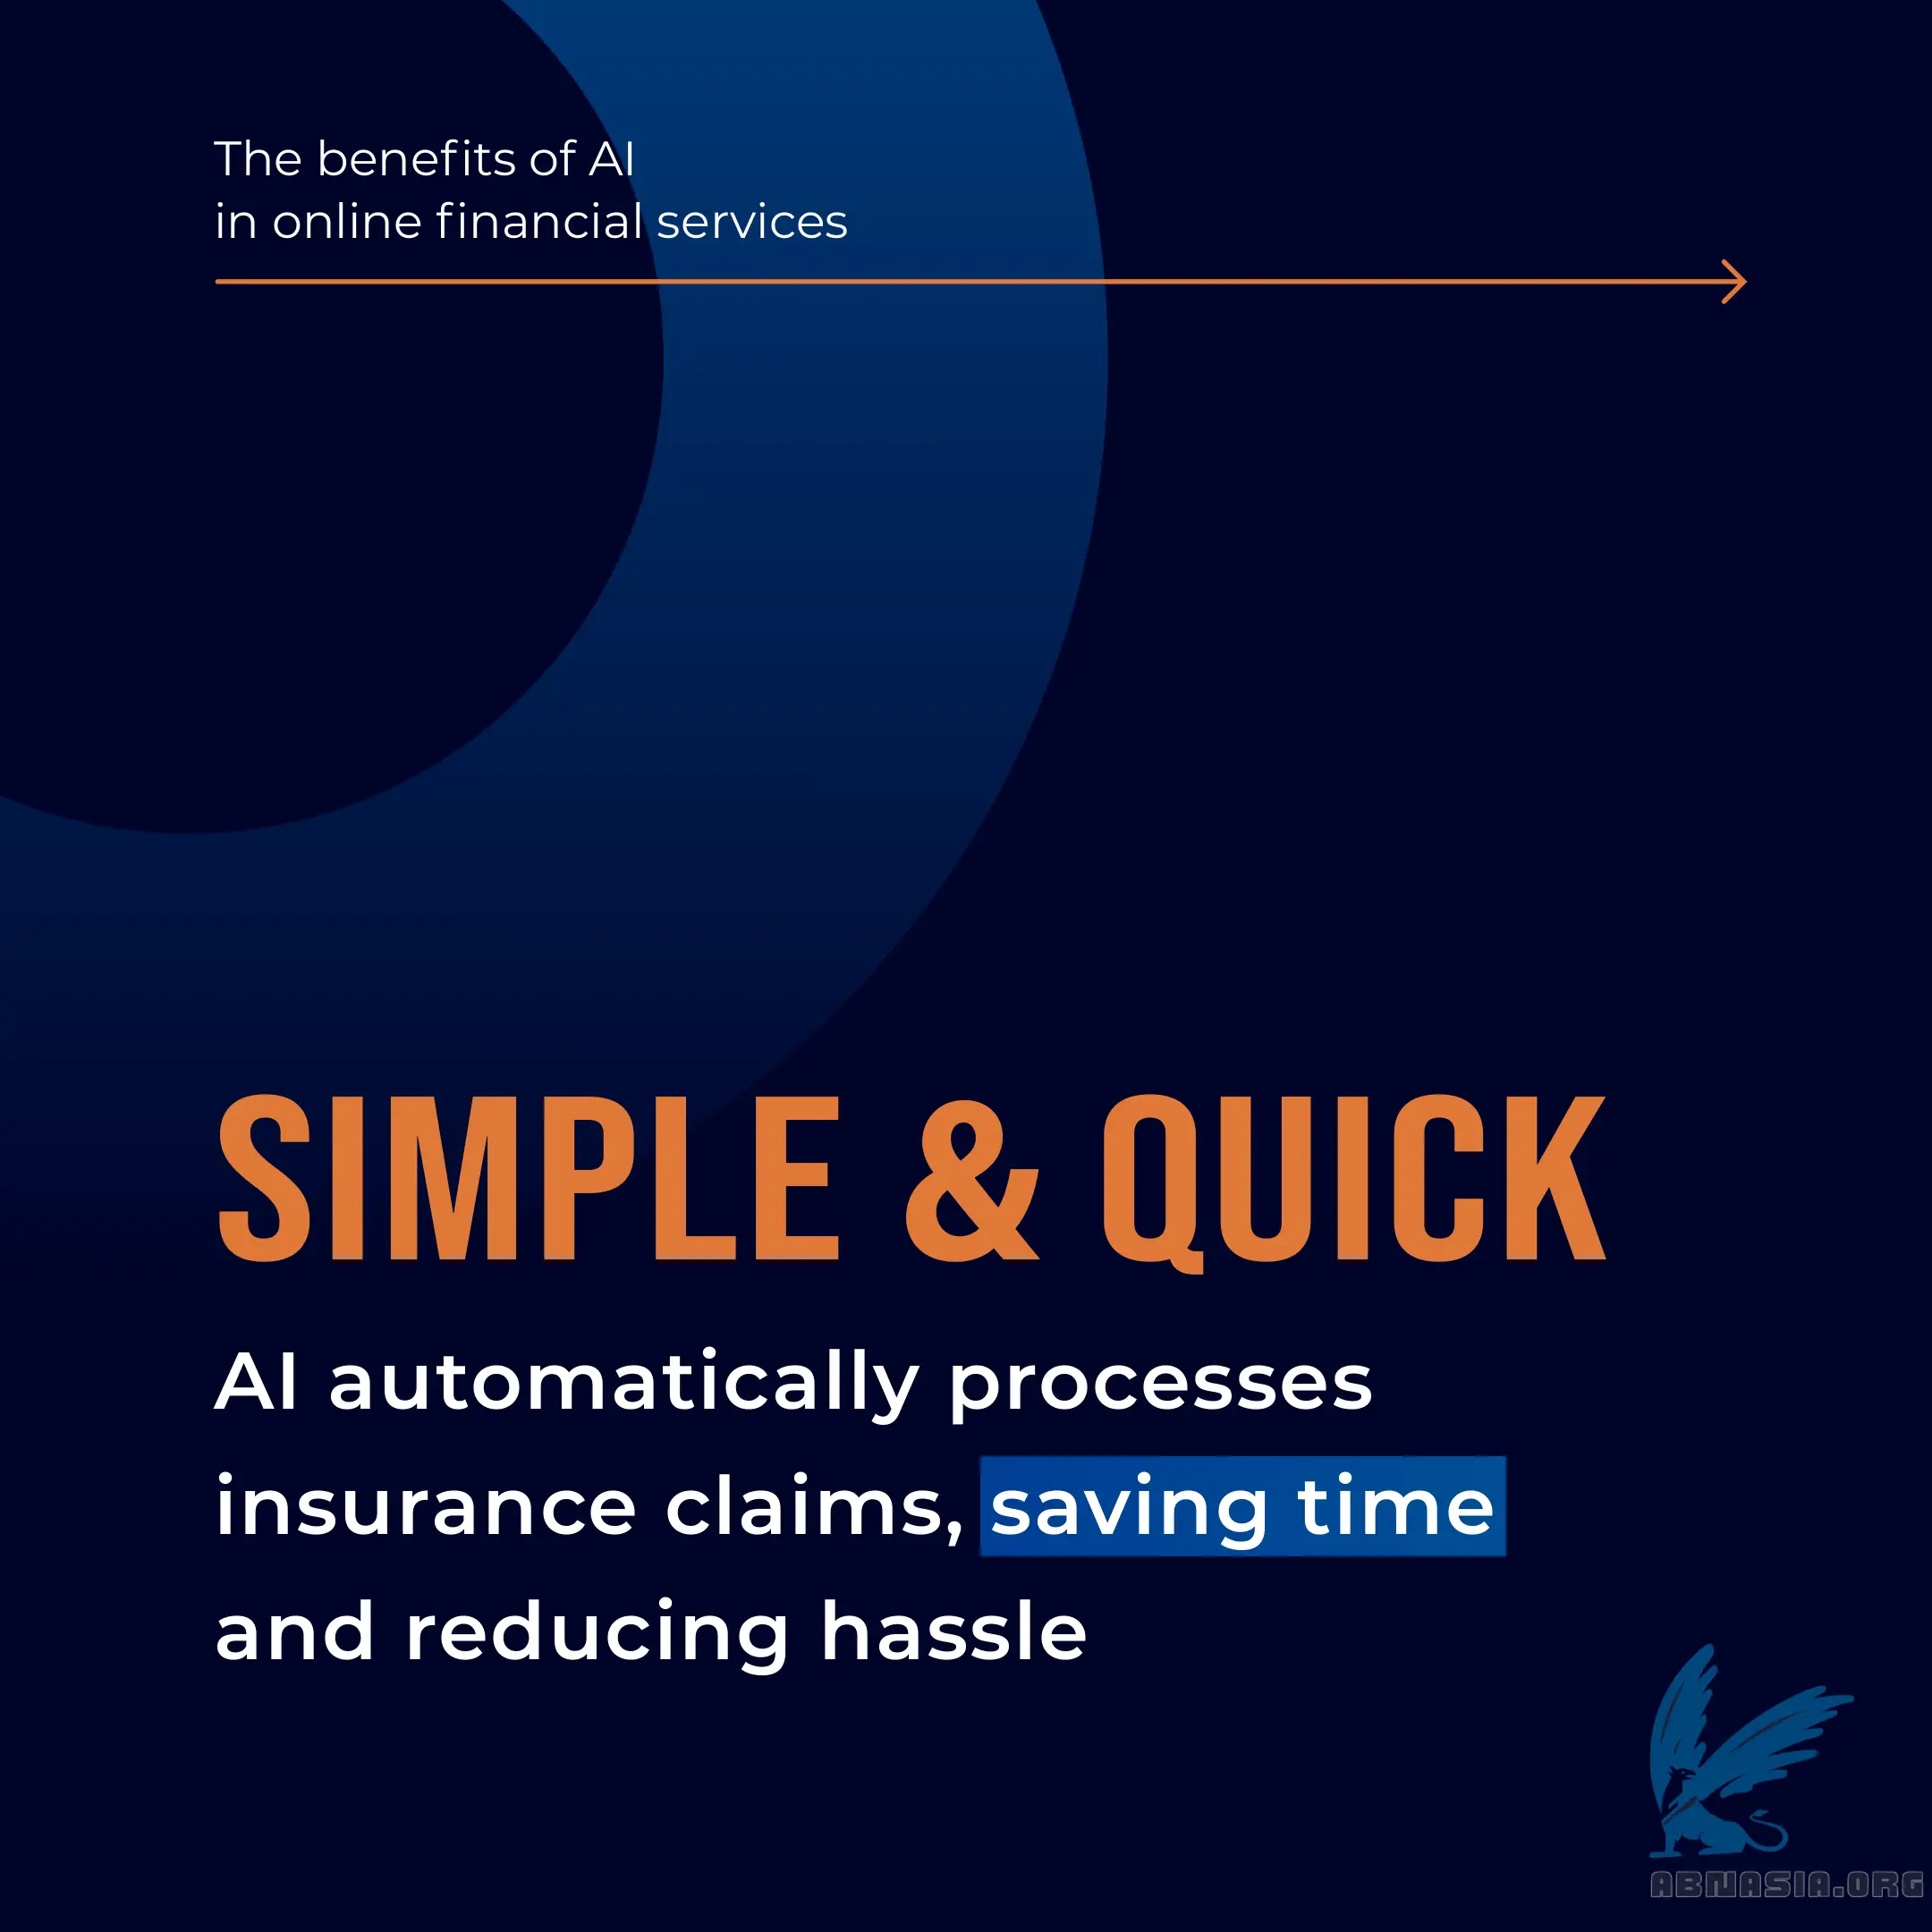 The benefits of AI
in online financial services
SIMPLE & QUICK
AI automatically processes
insurance claims, saving time
and reducing hassle
ABNASIA.ORG